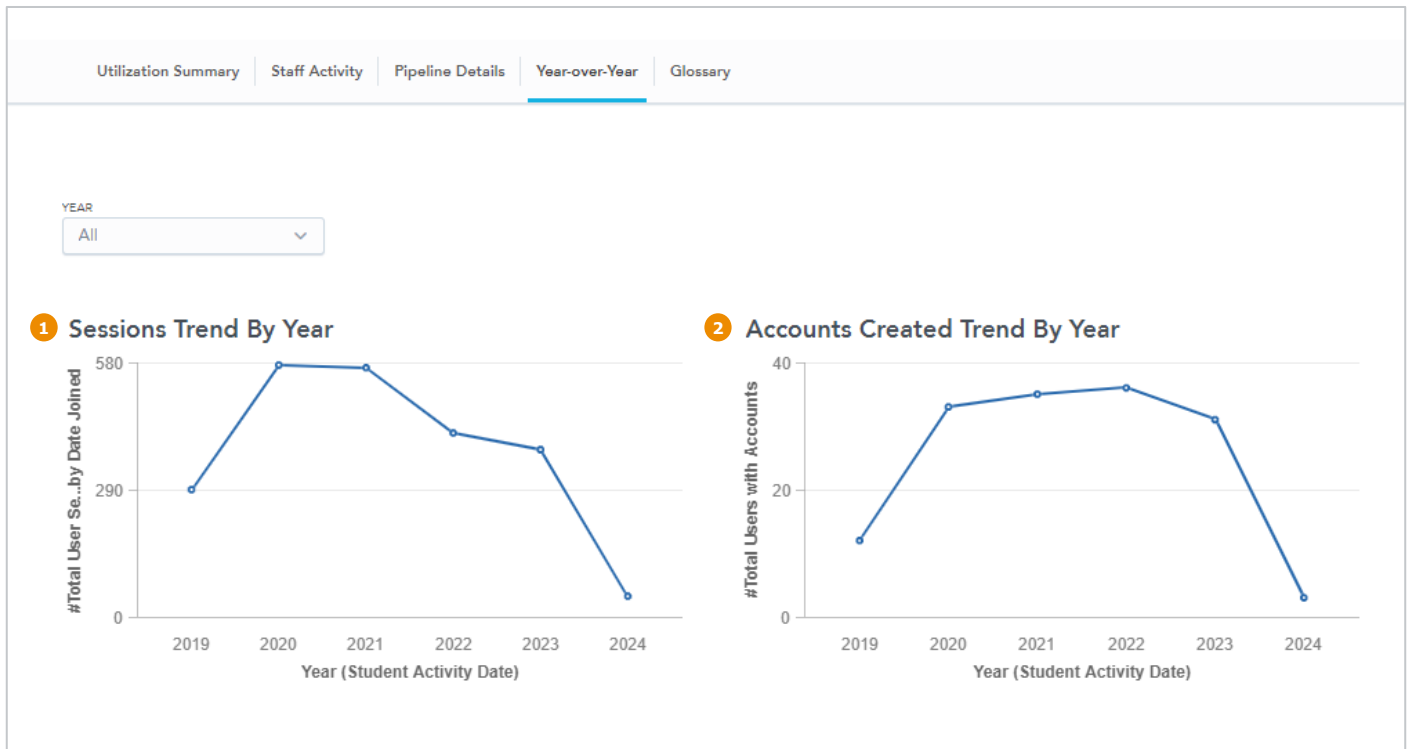 Utilization Summary Staff Activity Pipeline Details Year-over-Year Glossary
YEAR
All
1 Sessions Trend By Year
580
290
0
#Total User Se...by Date Joined
2019 2020 2021 2022 2023 2024
Year (Student Activity Date)
2 Accounts Created Trend By Year
40
20
0
#Total Users with Accounts
2019 2020 2021 2022 2023 2024
Year (Student Activity Date)